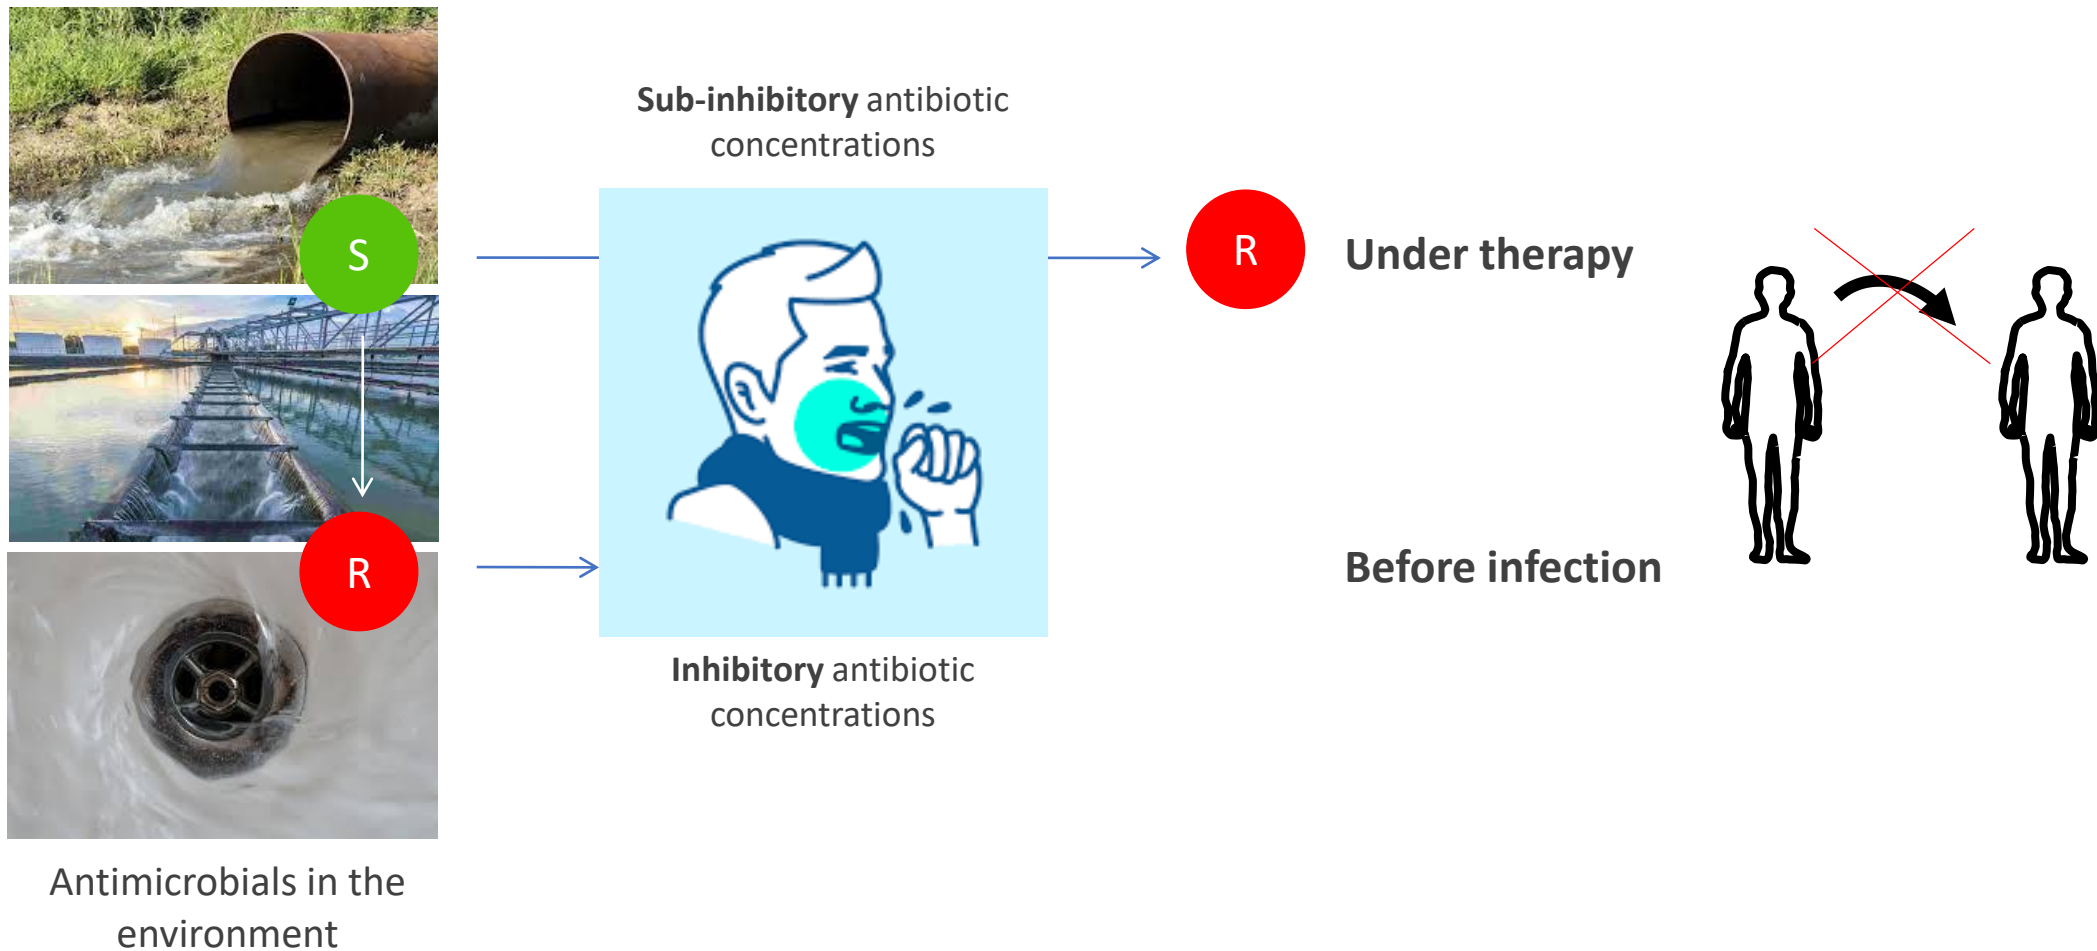 Sub-inhibitory antibiotic
concentrations
S
R
Under therapy
R
Before infection
Inhibitory antibiotic
concentrations
Antimicrobials in the
environment